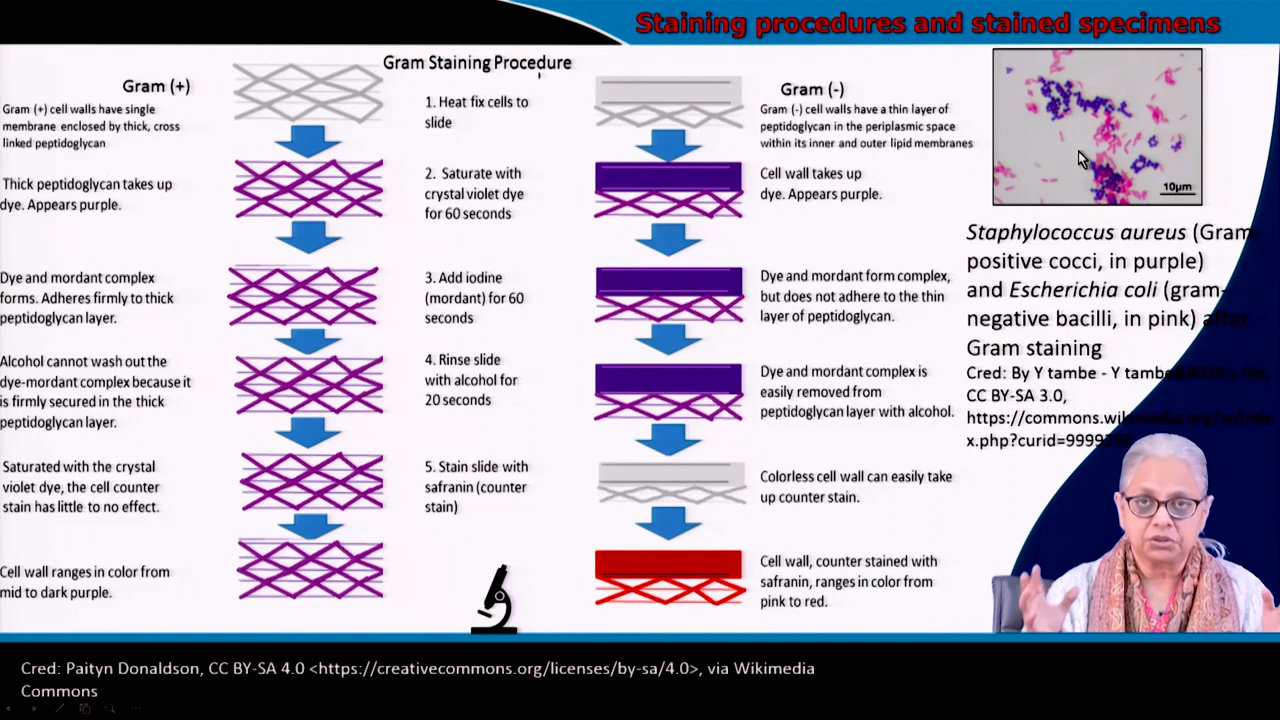 Staining procedures and stained specimens
Gram Staining Procedure
Gram (+)
Gram (+) cell walls have single
membrane enclosed by thick, cross
linked peptidoglycan
Thick peptidoglycan takes up
dye. Appears purple.
Dye and mordant complex
forms. Adheres firmly to thick
peptidoglycan layer.
Alcohol cannot wash out the
dye-mordant complex because it
is firmly secured in the thick
peptidoglycan layer.
Saturated with the crystal
violet dye, the cell counter
stain has little to no effect.
Cell wall ranges in color from
mid to dark purple.
1. Heat fix cells to
slide
2. Saturate with
crystal violet dye
for 60 seconds
3. Add iodine
(mordant) for 60
seconds
4. Rinse slide
with alcohol for
20 seconds
5. Stain slide with
safranin (counter
stain)
Gram (-)
Gram (-) cell walls have a thin layer of
peptidoglycan in the periplasmic space
within its inner and outer lipid membranes
Cell wall takes up
dye. Appears purple.
Dye and mordant form complex,
but does not adhere to the thin
layer of peptidoglycan.
Dye and mordant complex is
easily removed from
peptidoglycan layer with alcohol.
Colorless cell wall can easily take
up counter stain.
Cell wall, counter stained with
safranin, ranges in color from
pink to red.
10µm
Staphylococcus aureus (Gram-
positive cocci, in purple)
and Escherichia coli (gram-
negative bacilli, in pink) after
Gram staining
Cred: By Y tambe - Y file,
CC BY-SA 3.0,
https://commons.wikimedia.org/w/inde
Cred: Paityn Donaldson, CC BY-SA 4.0 <https://creativecommons.org/licenses/by-sa/4.0>, via Wikimedia
Commons